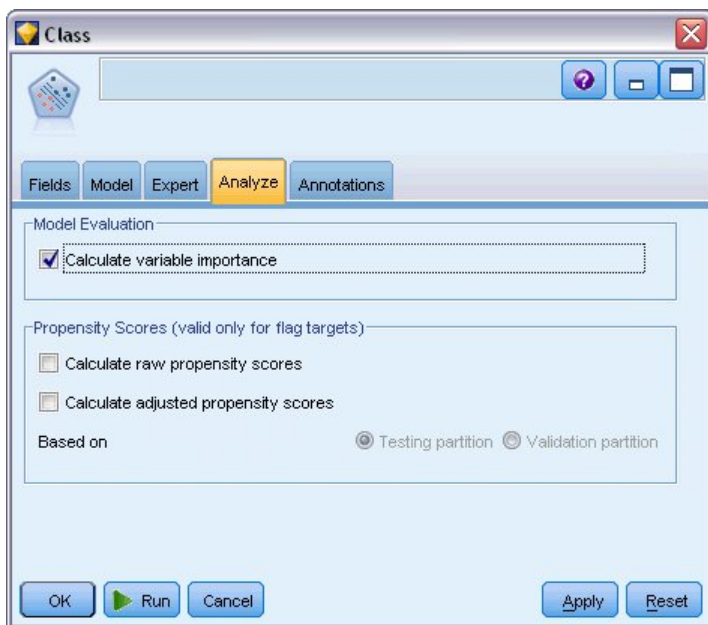 Class
?
Fields Model Expert Analyze Annotations
Model Evaluation
Calculate variable importance
Propensity Scores (valid only for flag targets)
Calculate raw propensity scores
Calculate adjusted propensity scores
Based on Testing partition Validation partition
OK Run Cancel Apply Reset